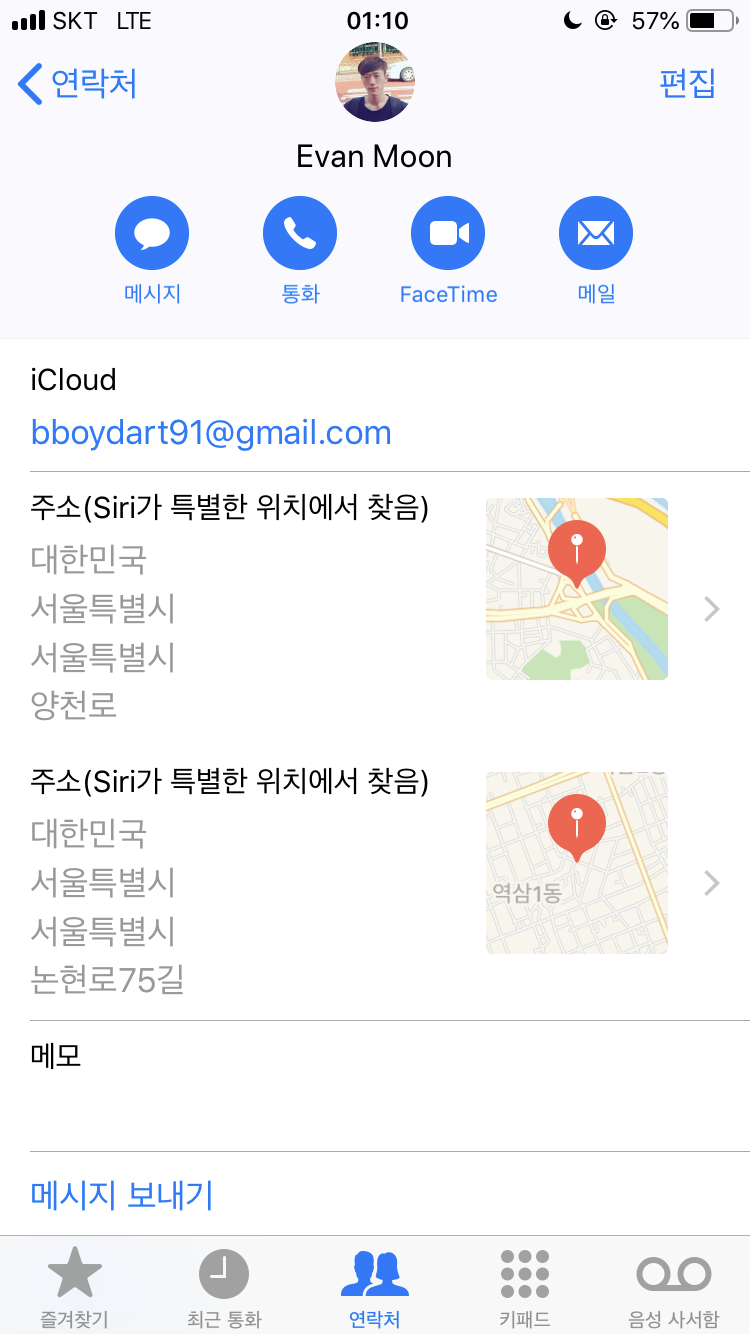 SKT LTE 01:10 57%
연락처 편집
Evan Moon
메시지 통화 FaceTime 메일
iCloud
bboydart91@gmail.com
주소(Siri가 특별한 위치에서 찾음)
대한민국
서울특별시
서울특별시
양천로
주소(Siri가 특별한 위치에서 찾음)
대한민국
서울특별시
서울특별시
논현로75길
역삼1동
메모
메시지 보내기
즐겨찾기 최근 통화 연락처 키패드 음성 사서함